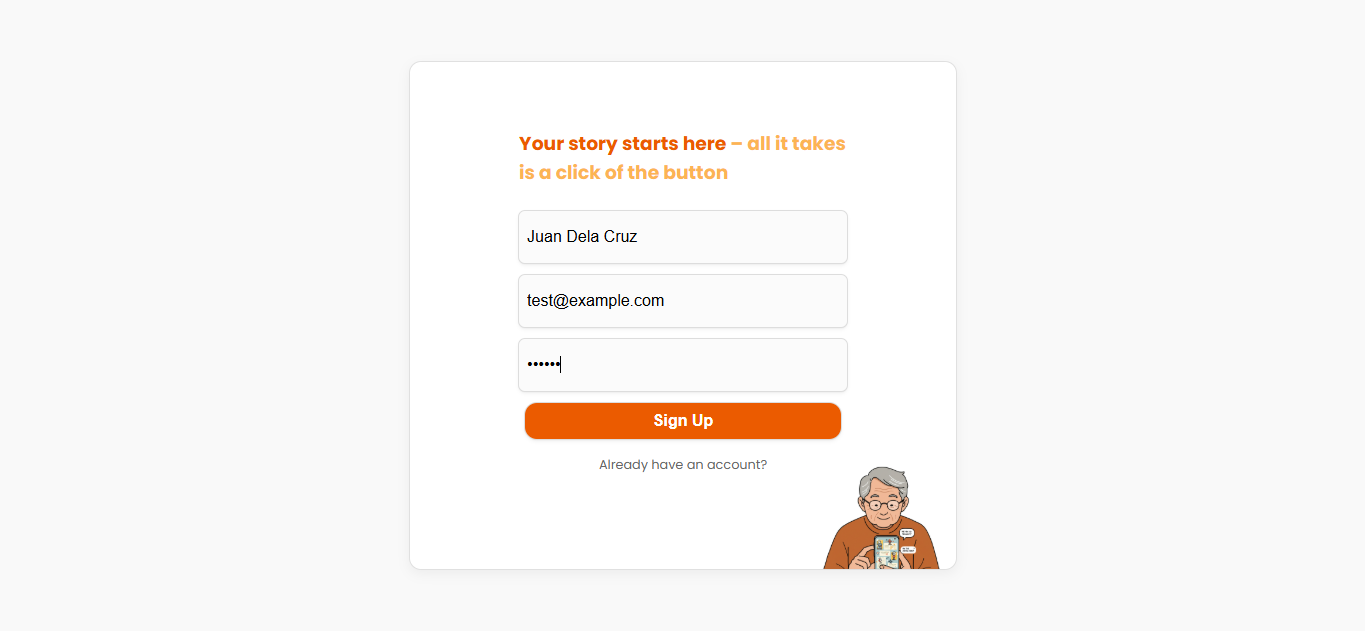 Your story starts here – all it takes
is a click of the button
Juan Dela Cruz
test@example.com
••••••
Sign Up
Already have an account?